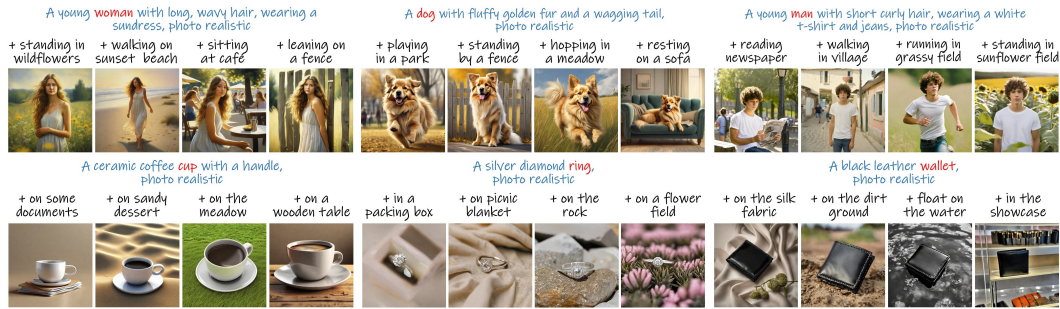 A young woman with long, wavy hair, wearing a
sundress, photo realistic
+ standing in
wildflowers
+ walking on
sunset beach
+ sitting
at café
+ leaning on
a fence
A dog with fluffy golden fur and a wagging tail,
photo realistic
+ playing
in a park
+ standing
by a fence
+ hopping in
a meadow
+ resting
on a sofa
A young man with short curly hair, wearing a white
t-shirt and jeans, photo realistic
+ reading
newspaper
+ walking
in village
+ running in
grassy field
+ standing in
sunflower field
A ceramic coffee cup with a handle,
photo realistic
+ on some
documents
+ on sandy
dessert
+ on the
meadow
+ on a
wooden table
A silver diamond ring,
photo realistic
+ in a
packing box
+ on picnic
blanket
+ on the
rock
+ on a flower
field
A black leather wallet,
photo realistic
+ on the silk
fabric
+ on the dirt
ground
+ float on
the water
+ in the
showcase